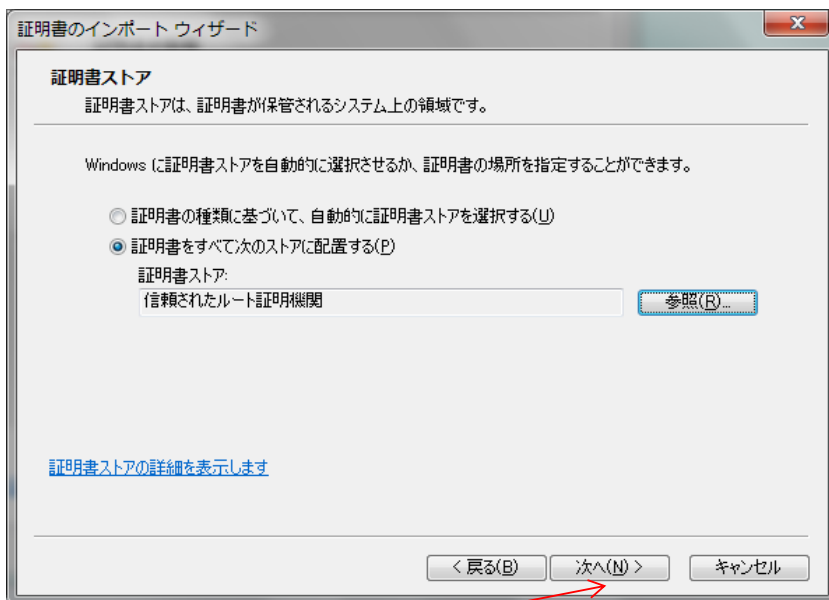 証明書のインポート ウィザード
証明書ストア
証明書ストアは、証明書が保管されるシステム上の領域です。
Windows に証明書ストアを自動的に選択させるか、証明書の場所を指定することができます。
証明書の種類に基づいて、自動的に証明書ストアを選択する(U)
証明書をすべて次のストアに配置する(P)
証明書ストア:
信頼されたルート証明機関
参照(R)...
証明書ストアの詳細を表示します
< 戻る(B)
次へ(N) >
キャンセル